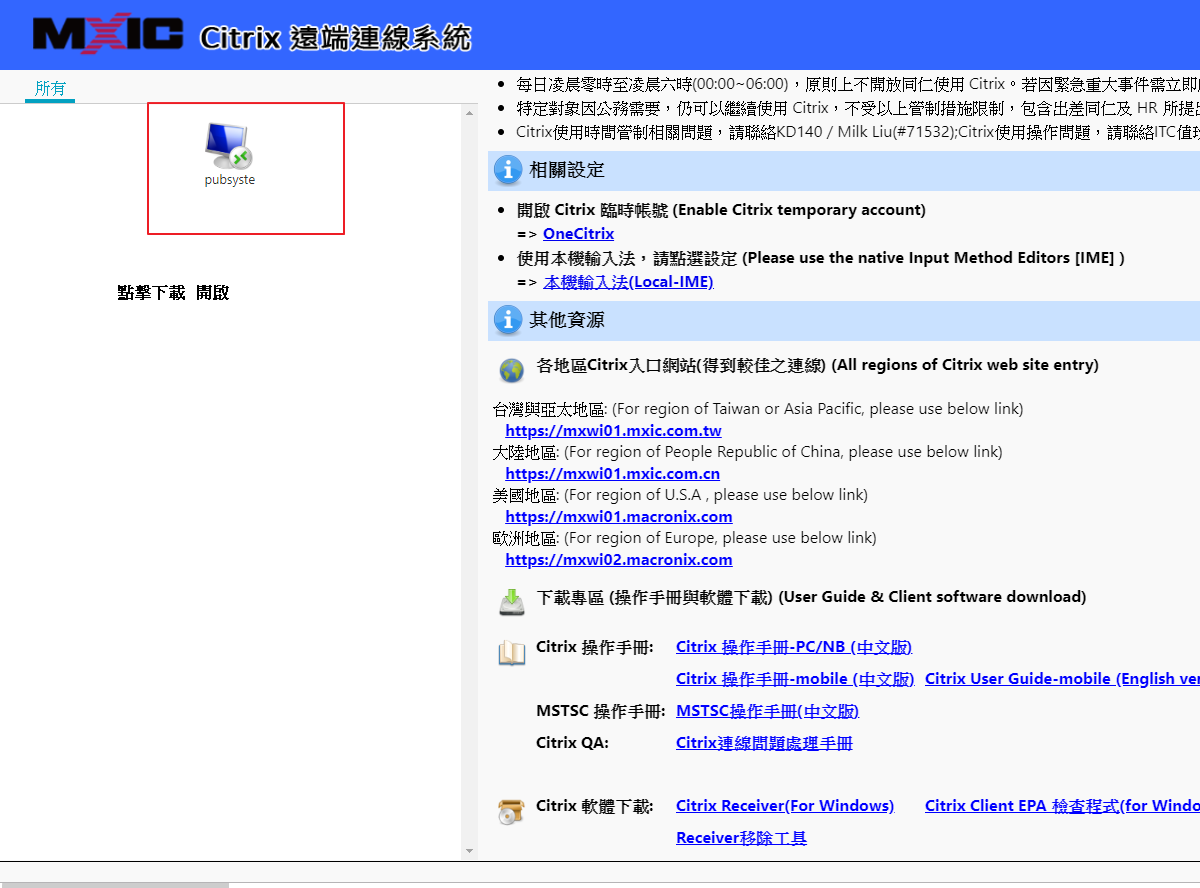 MXIC Citrix 遠端連線系統
所有
pubsyste
點擊下載 開啟
每日凌晨零時至凌晨六時(00:00~06:00)，原則上不開放同仁使用 Citrix。若因緊急重大事件需立即
特定對象因公務需要，仍可以繼續使用 Citrix，不受以上管制措施限制，包含出差同仁及 HR 所提出
Citrix使用時間管制相關問題，請聯絡KD140 / Milk Liu(#71532);Citrix使用操作問題，請聯絡ITC值班
相關設定
開啟 Citrix 臨時帳號 (Enable Citrix temporary account)
=> OneCitrix
使用本機輸入法，請點選設定 (Please use the native Input Method Editors [IME] )
=> 本機輸入法(Local-IME)
其他資源
各地區Citrix入口網站(得到較佳之連線) (All regions of Citrix web site entry)
台灣與亞太地區: (For region of Taiwan or Asia Pacific, please use below link)
https://mxwi01.mxic.com.tw
大陸地區: (For region of People Republic of China, please use below link)
https://mxwi01.mxic.com.cn
美國地區: (For region of U.S.A , please use below link)
https://mxwi01.macronix.com
歐洲地區: (For region of Europe, please use below link)
https://mxwi02.macronix.com
下載專區 (操作手冊與軟體下載) (User Guide & Client software download)
Citrix 操作手冊: Citrix 操作手冊-PC/NB (中文版)
Citrix 操作手冊-mobile (中文版) Citrix User Guide-mobile (English ver
MSTSC 操作手冊: MSTSC操作手冊(中文版)
Citrix QA: Citrix連線問題處理手冊
Citrix 軟體下載: Citrix Receiver(For Windows) Citrix Client EPA 檢查程式(for Windo
Receiver移除工具